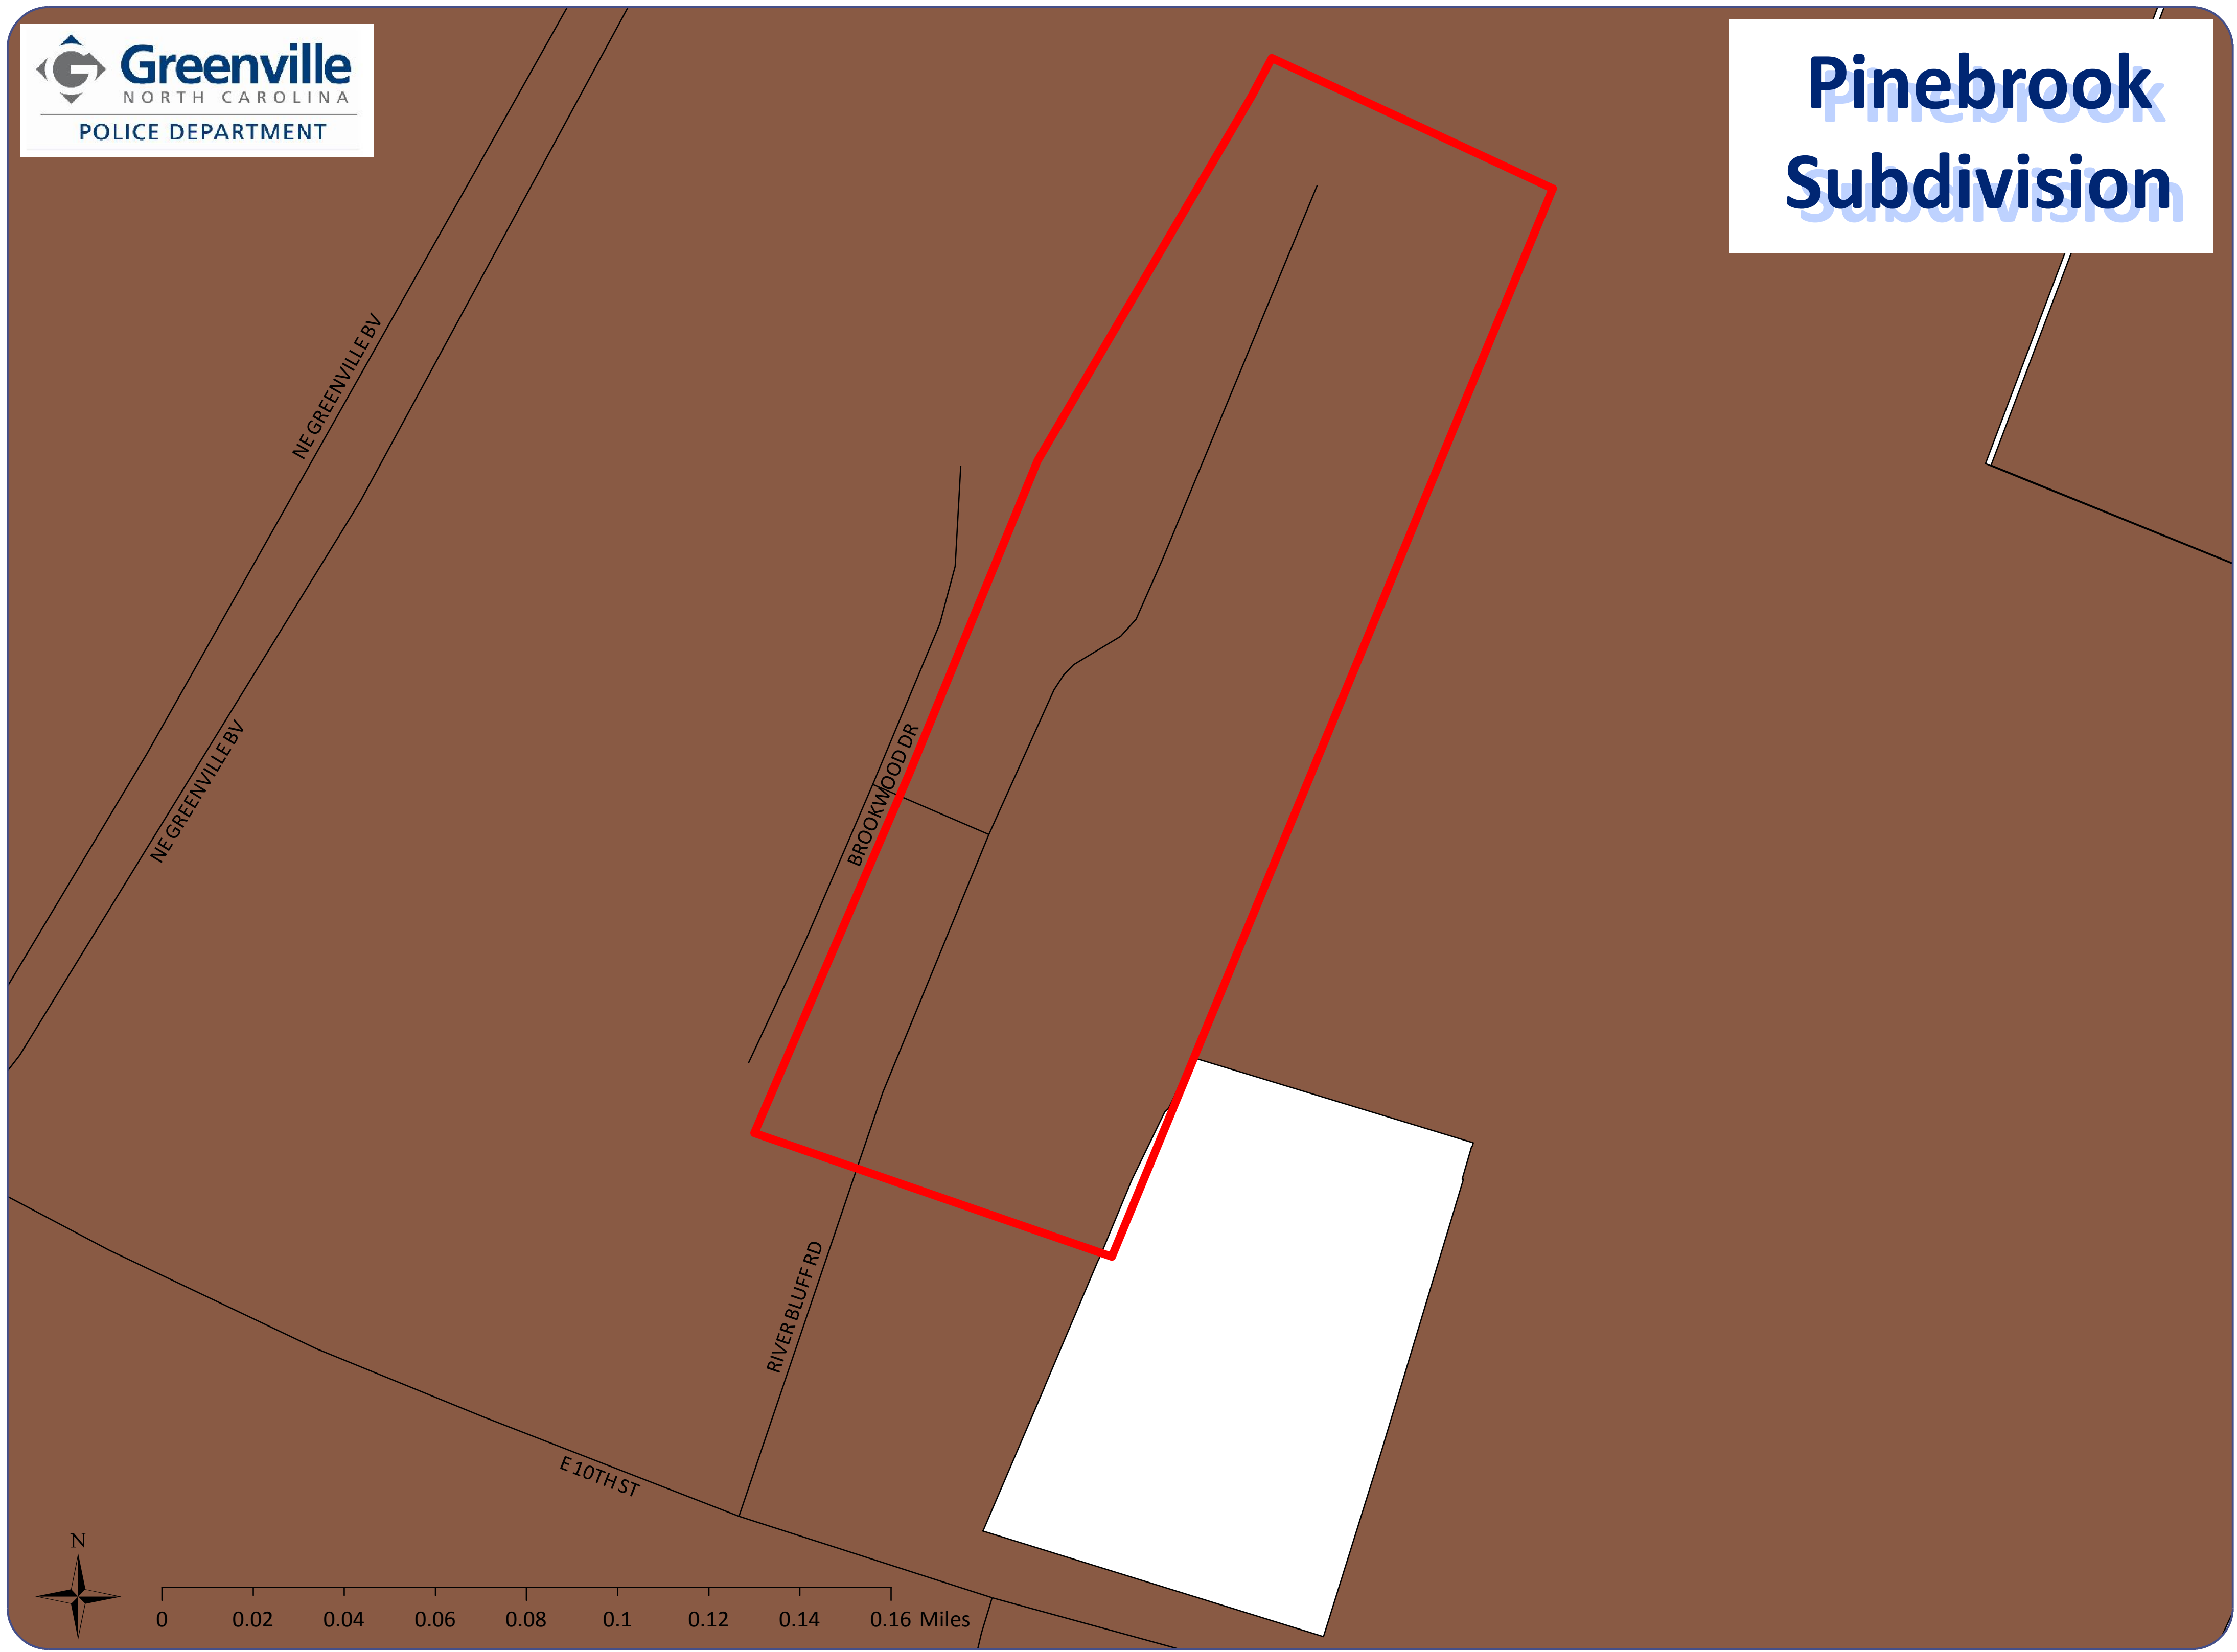 Greenville
NORTH CAROLINA
POLICE DEPARTMENT
Pinebrook
Subdivision
NE GREENVILLE BV
NE GREENVILLE BV
BROOKWOOD DR
RIVER BLUFF RD
E 10TH ST
N
0 0.02 0.04 0.06 0.08 0.1 0.12 0.14 0.16 Miles